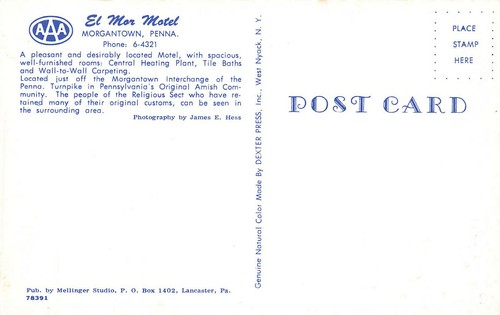 AAA
El Mor Motel
MORGANTOWN, PENNA.
Phone: 6-4321
A pleasant and desirably located Motel, with spacious,
well-furnished rooms: Central Heating Plant, Tile Baths
and Wall-to-Wall Carpeting.
Located just off the Morgantown Interchange of the
Penna. Turnpike in Pennsylvania's Original Amish Com-
munity. The people of the Religious Sect who have re-
tained many of their original customs, can be seen in
the surrounding area.
Photography by James E. Hess
Pub. by Mellinger Studio, P. O. Box 1402, Lancaster, Pa.
78391
Genuine Natural Color Made By DEXTER PRESS, Inc., West Nyack, N. Y.
PLACE
STAMP
HERE
POST CARD